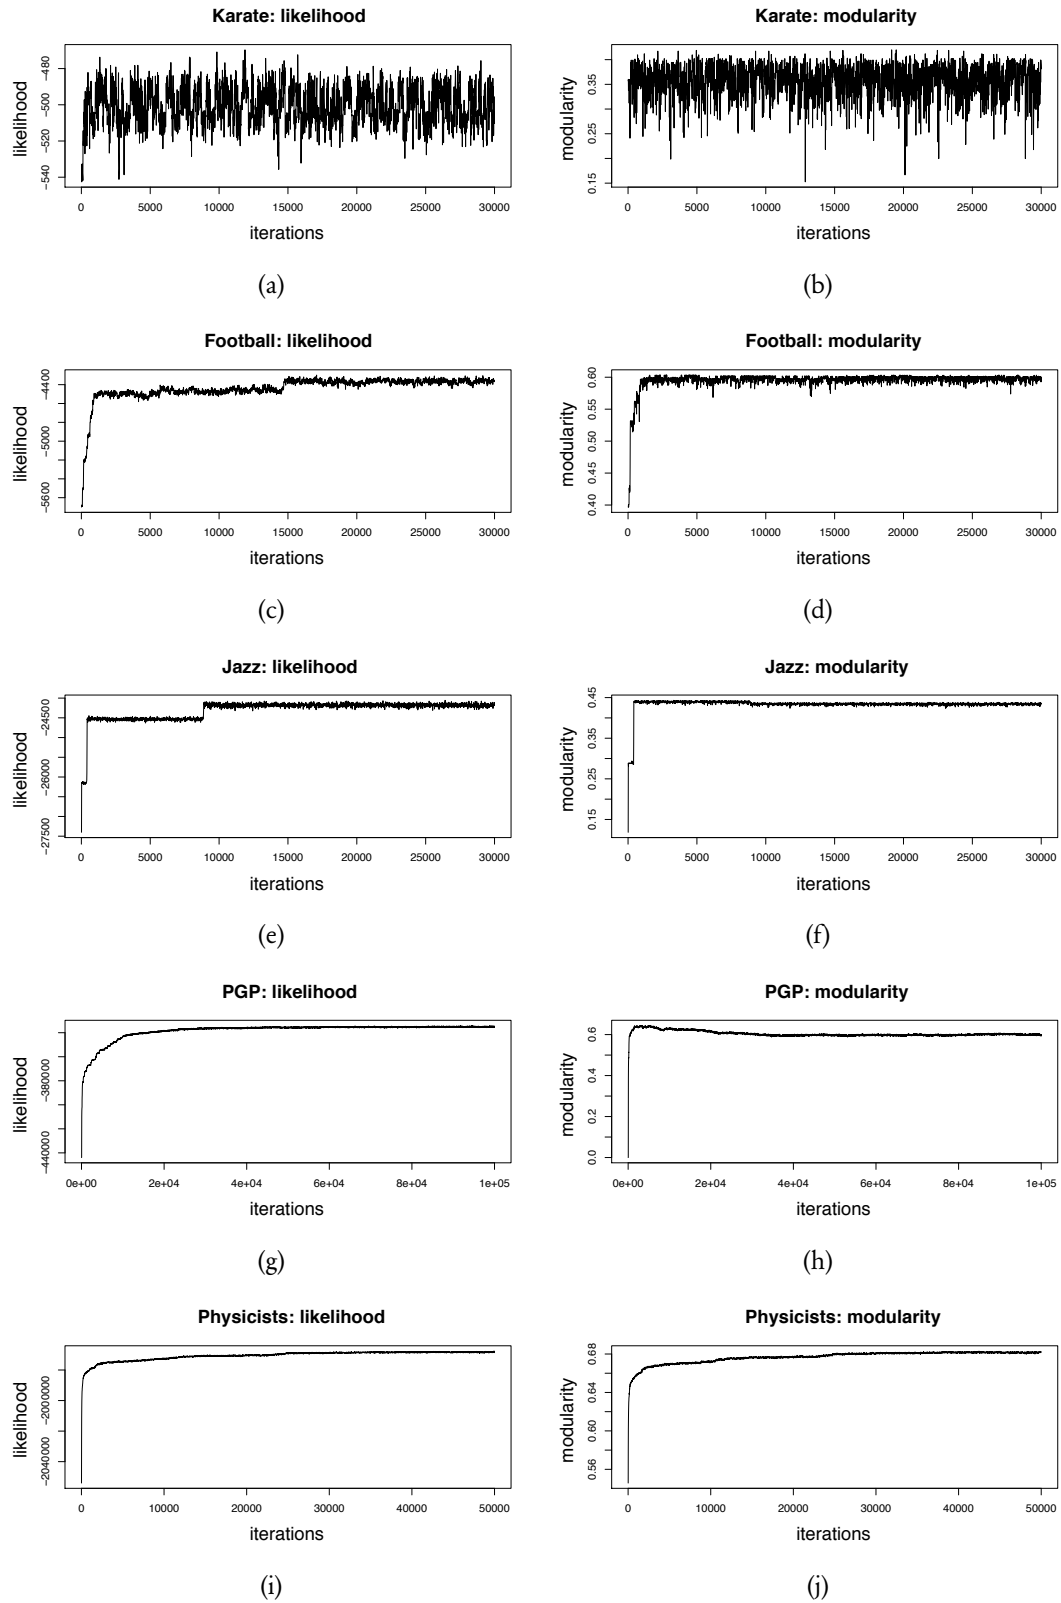 Karate: likelihood
likelihood
−540 −520 −500 −480
0 5000 10000 15000 20000 25000 30000
iterations
(a)
Karate: modularity
modularity
0.15 0.25 0.35
0 5000 10000 15000 20000 25000 30000
iterations
(b)
Football: likelihood
likelihood
−5600 −5000 −4400
0 5000 10000 15000 20000 25000 30000
iterations
(c)
Football: modularity
modularity
0.40 0.45 0.50 0.55 0.60
0 5000 10000 15000 20000 25000 30000
iterations
(d)
Jazz: likelihood
likelihood
−27500 −26000 −24500
0 5000 10000 15000 20000 25000 30000
iterations
(e)
Jazz: modularity
modularity
0.15 0.25 0.35 0.45
0 5000 10000 15000 20000 25000 30000
iterations
(f)
PGP: likelihood
likelihood
−440000 −380000
0e+00 2e+04 4e+04 6e+04 8e+04 1e+05
iterations
(g)
PGP: modularity
modularity
0.0 0.2 0.4 0.6
0e+00 2e+04 4e+04 6e+04 8e+04 1e+05
iterations
(h)
Physicists: likelihood
likelihood
−2040000 −2000000
0 10000 20000 30000 40000 50000
iterations
(i)
Physicists: modularity
modularity
0.56 0.60 0.64 0.68
0 10000 20000 30000 40000 50000
iterations
(j)